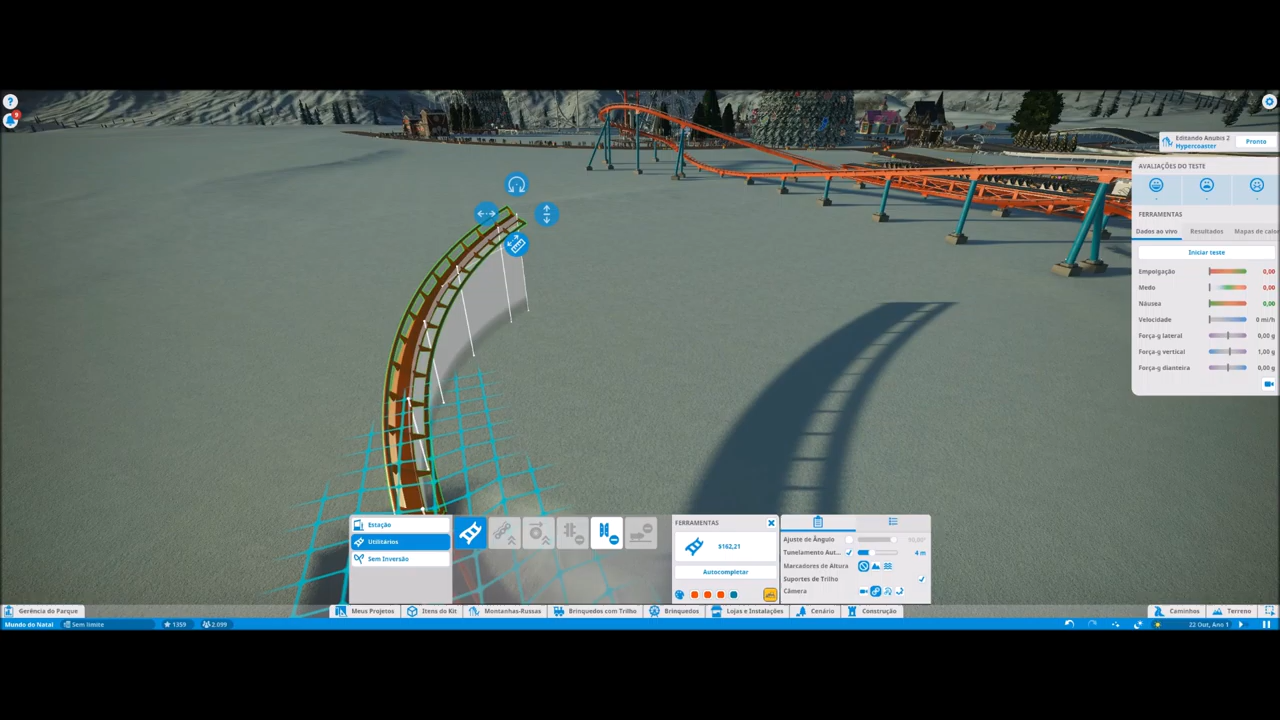 ?
9
Editando Anubis 2
Hypercoaster
Pronto
AVALIAÇÕES DO TESTE
FERRAMENTAS
Dados ao vivo
Resultados
Mapas de calo
Iniciar teste
Empolgação 0,00
Medo 0,00
Náusea 0,00
Velocidade 0 mi/h
Força-g lateral 0,00 g
Força-g vertical 1,00 g
Força-g dianteira 0,00 g
Estação
Utilitários
Sem Inversão
FERRAMENTAS
$162,21
Autocompletar
Ajuste de Ângulo
Tunelamento Aut... 4 m
Marcadores de Altura
Suportes de Trilho
Câmera
Gerência do Parque
Meus Projetos
Itens do Kit
Montanhas-Russas
Brinquedos com Trilho
Brinquedos
Lojas e Instalações
Cenário
Construção
Caminhos
Terreno
Mundo do Natal
Sem limite
1359
2.099
22 Out, Ano 1